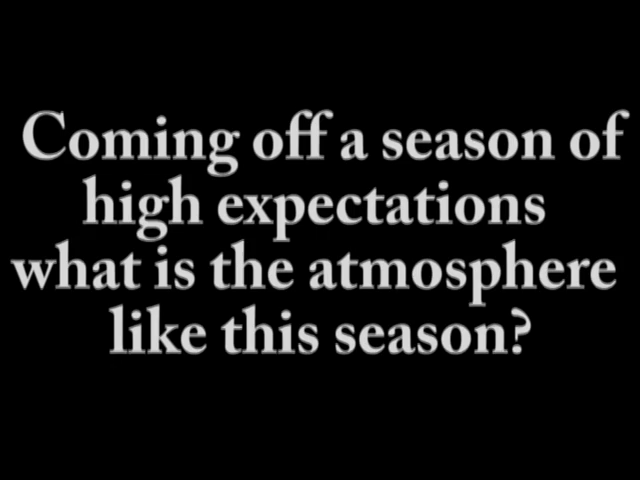 Coming off a season of
high expectations
what is the atmosphere
like this season?